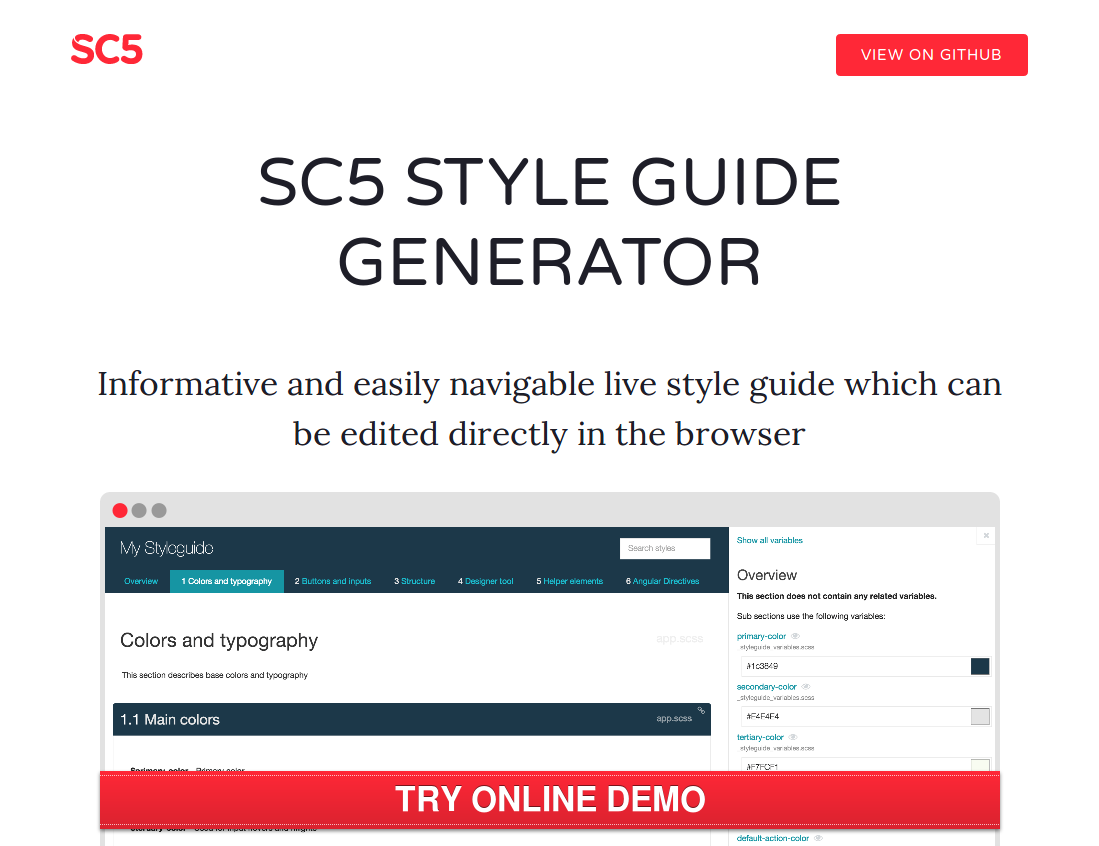 SC5
VIEW ON GITHUB
SC5 STYLE GUIDE
GENERATOR
Informative and easily navigable live style guide which can
be edited directly in the browser
My Styleguide
Search styles
Overview
1 Colors and typography
2 Buttons and inputs
3 Structure
4 Designer tool
5 Helper elements
6 Angular Directives
Colors and typography
app.scss
This section describes base colors and typography
1.1 Main colors
app.scss
Show all variables
Overview
This section does not contain any related variables.
Sub sections use the following variables:
primary-color
_styleguide_variables.scss
#1c3849
secondary-color
_styleguide_variables.scss
tertiary-color
_styleguide_variables.scss
#F7FCF1
TRY ONLINE DEMO
default-action-color